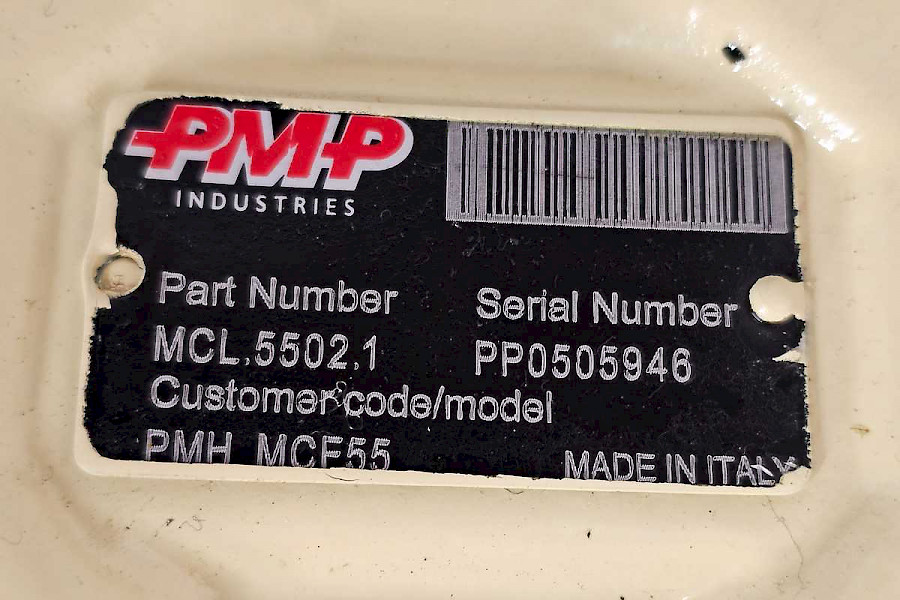 PMP
INDUSTRIES
Part Number
MCL.5502.1
Serial Number
PP0505946
Customer code/model
PMH MCF55
MADE IN ITALY